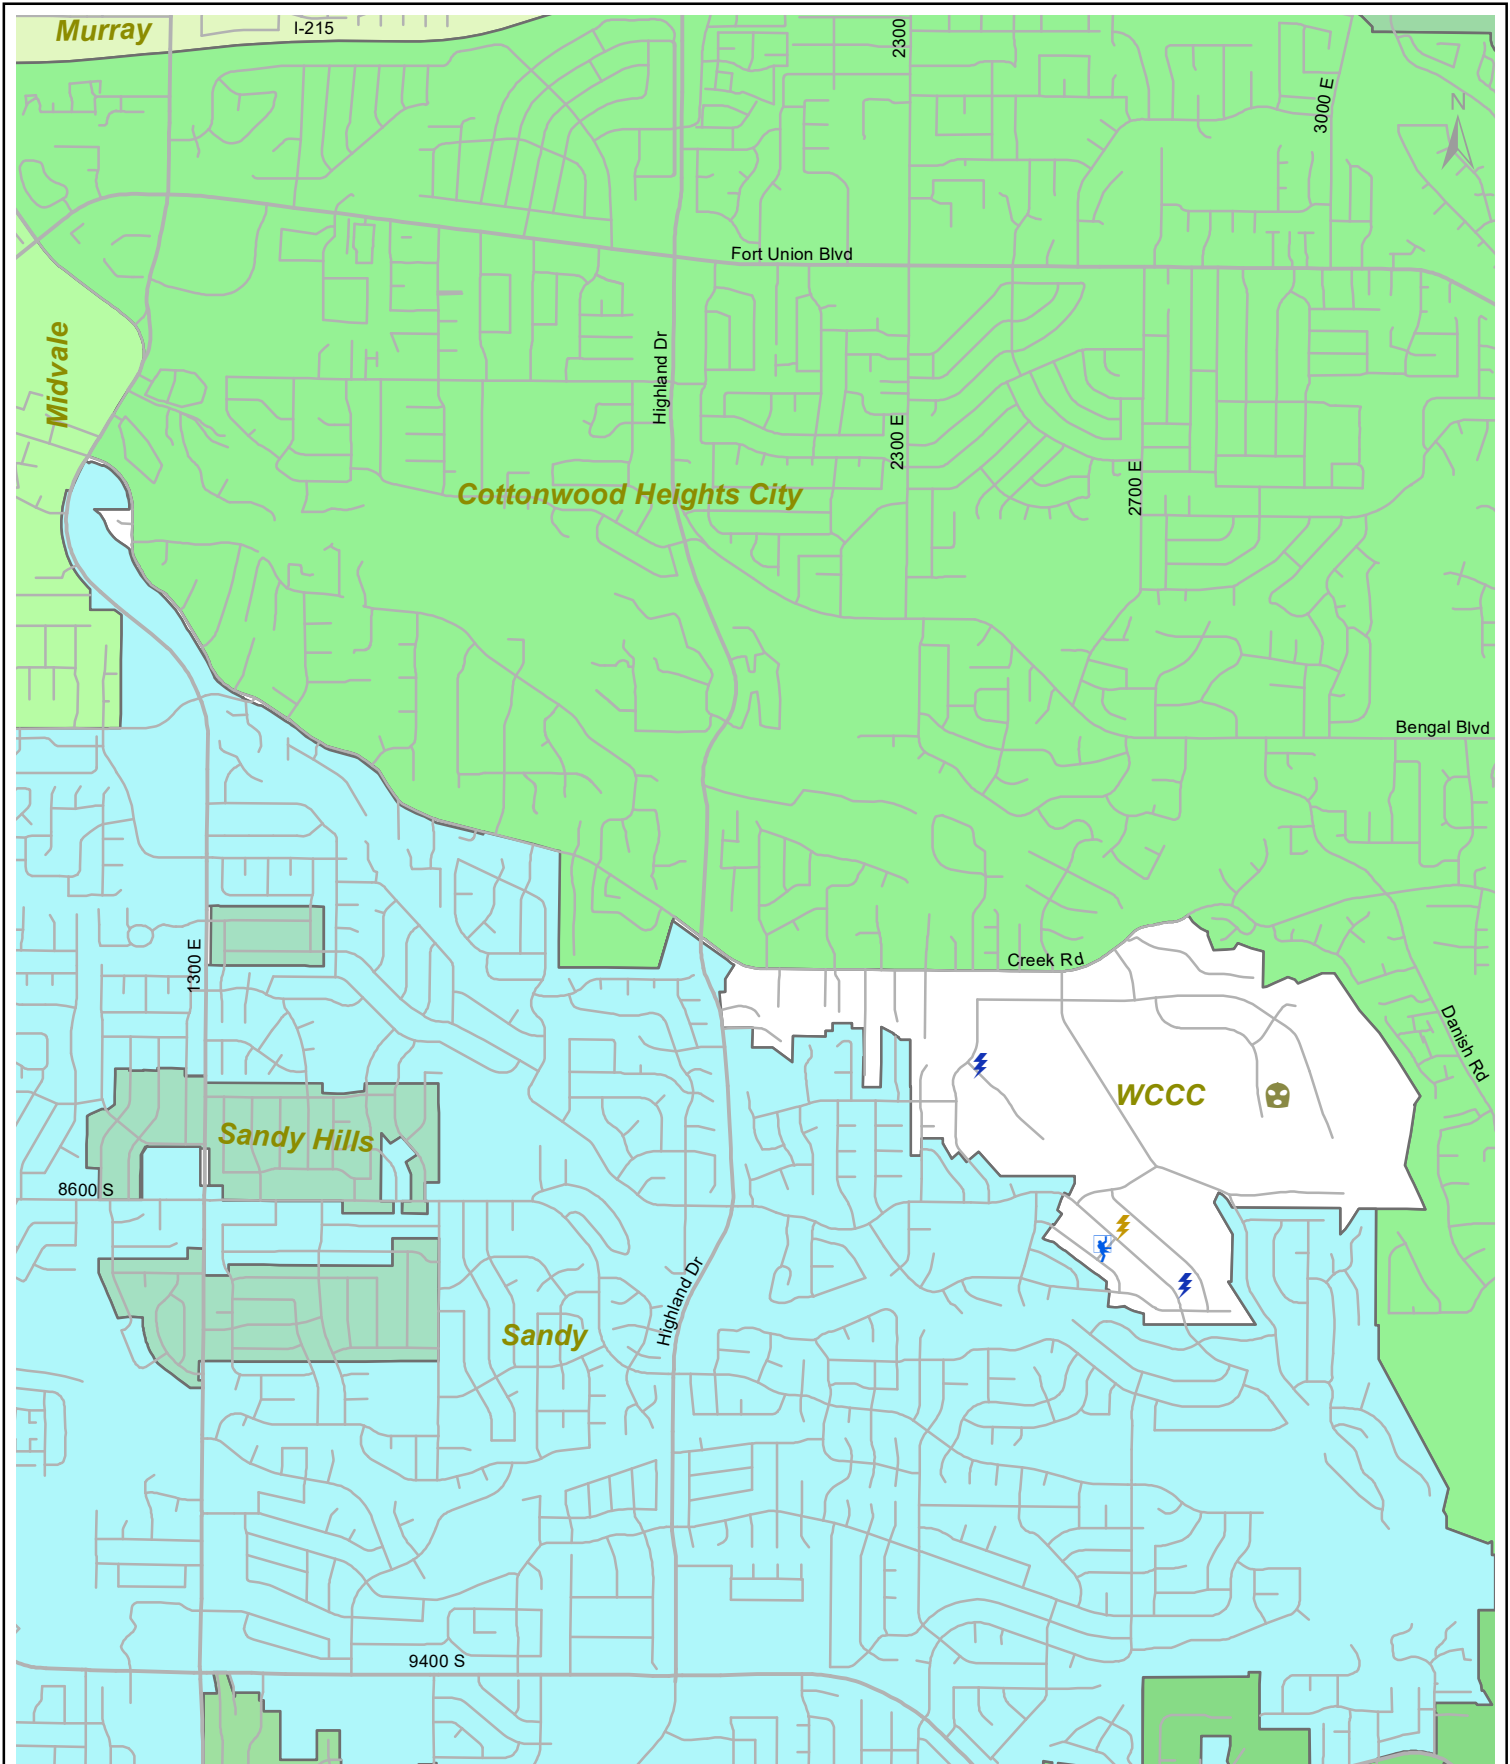 Murray
I-215
2300
3000 E
N
Fort Union Blvd
Midvale
Highland Dr
2300 E
2700 E
Cottonwood Heights City
Bengal Blvd
1300 E
Creek Rd
Danish Rd
WCCC
Sandy Hills
8600 S
Highland Dr
Sandy
9400 S